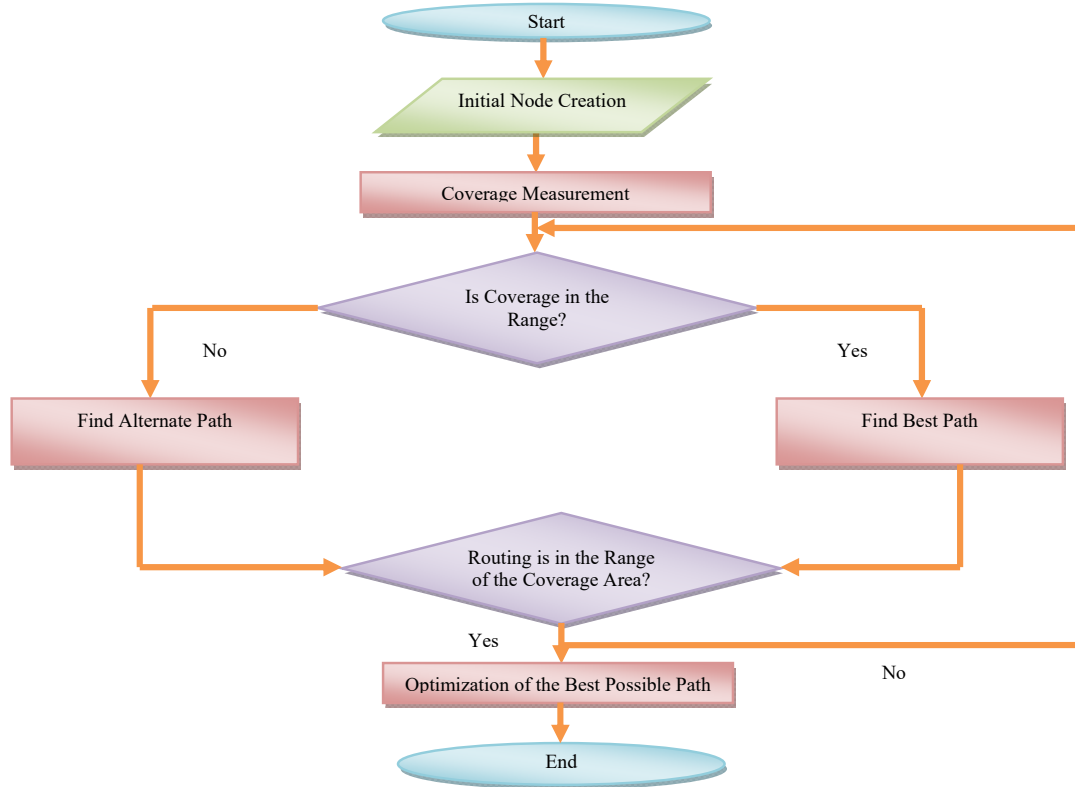 Start
Initial Node Creation
Coverage Measurement
Is Coverage in the
Range?
No
Yes
Find Alternate Path
Find Best Path
Routing is in the Range
of the Coverage Area?
Yes
No
Optimization of the Best Possible Path
End